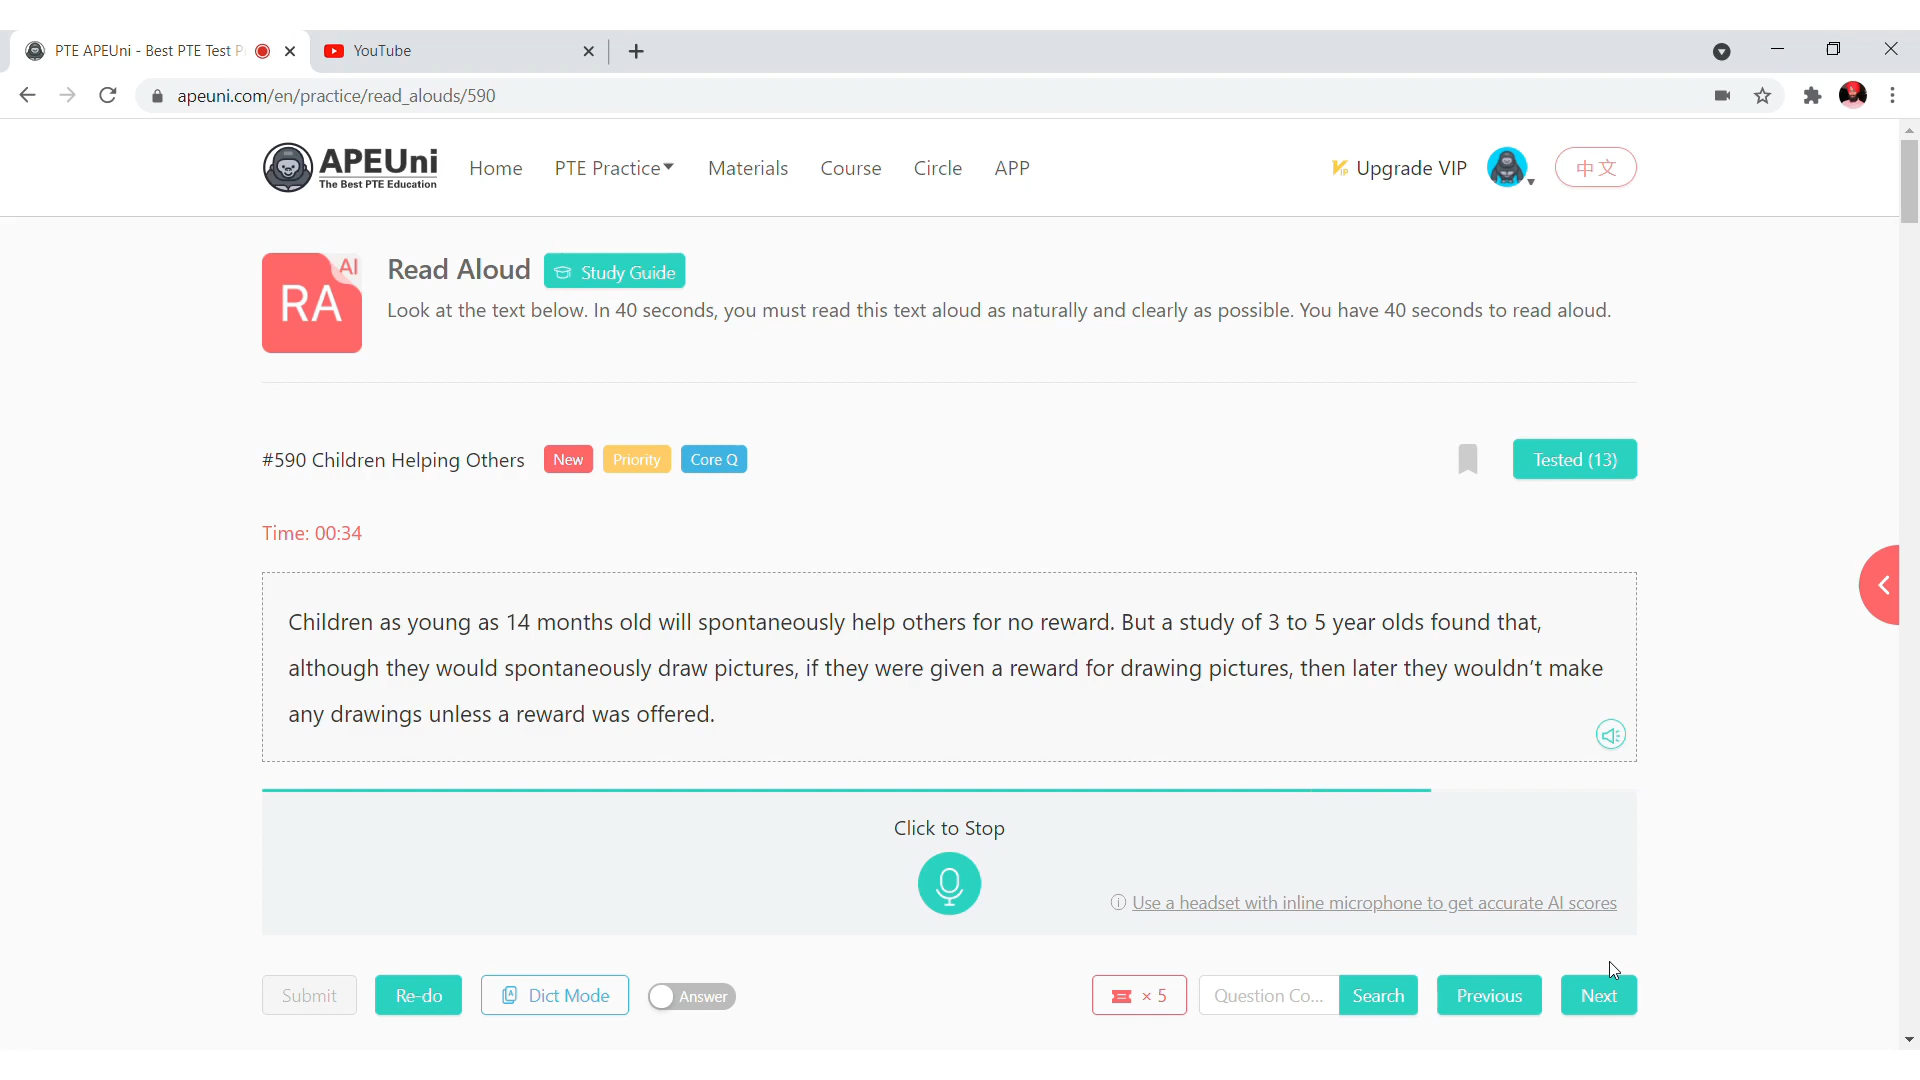 PTE APEUni - Best PTE Test P
YouTube
apeuni.com/en/practice/read_alouds/590
APEUni
The Best PTE Education
Home
PTE Practice
Materials
Course
Circle
APP
Upgrade VIP
中文
RA
AI
Read Aloud
Study Guide
Look at the text below. In 40 seconds, you must read this text aloud as naturally and clearly as possible. You have 40 seconds to read aloud.
#590 Children Helping Others
New
Priority
Core Q
Tested (13)
Time: 00:34
Children as young as 14 months old will spontaneously help others for no reward. But a study of 3 to 5 year olds found that,
although they would spontaneously draw pictures, if they were given a reward for drawing pictures, then later they wouldn't make
any drawings unless a reward was offered.
Click to Stop
Use a headset with inline microphone to get accurate AI scores
Submit
Re-do
Dict Mode
Answer
× 5
Question Co...
Search
Previous
Next